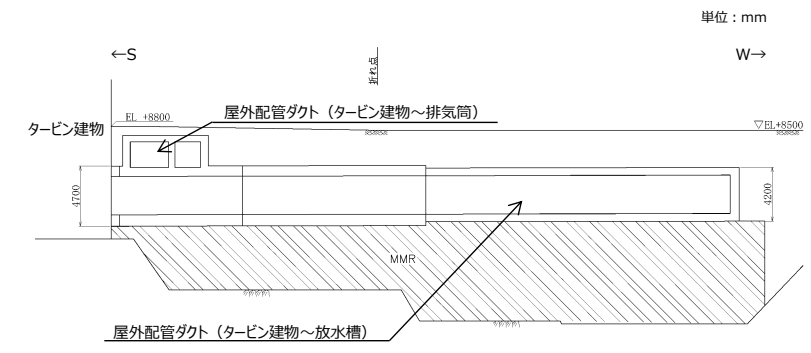 単位：mm
←S
W→
折れ点
屋外配管ダクト（タービン建物～排気筒）
EL +8800
タービン建物
▽EL+8500
4700
4200
MMR
屋外配管ダクト（タービン建物～放水槽）